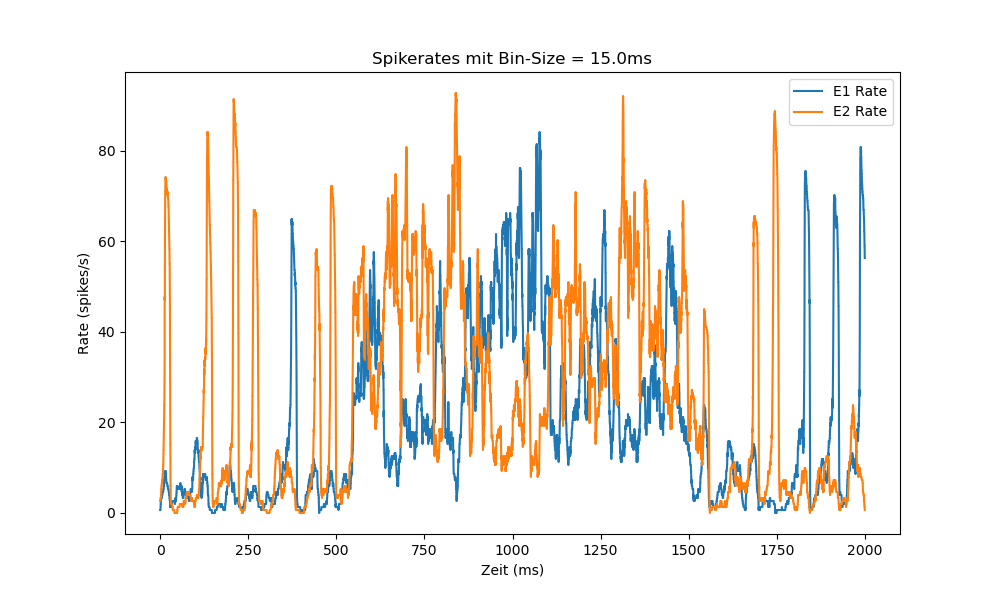 Spikerates mit Bin-Size = 15.0ms
E1 Rate
E2 Rate
80
60
40
20
0
Rate (spikes/s)
0 250 500 750 1000 1250 1500 1750 2000
Zeit (ms)